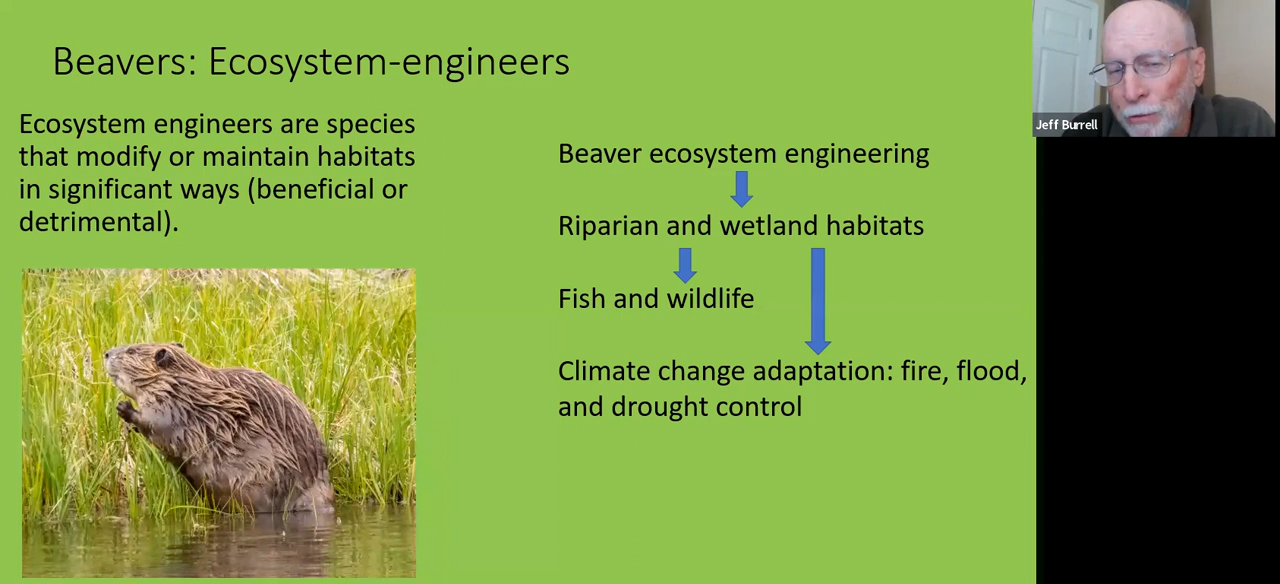 Beavers: Ecosystem-engineers
Ecosystem engineers are species
that modify or maintain habitats
in significant ways (beneficial or
detrimental).
Beaver ecosystem engineering
Riparian and wetland habitats
Fish and wildlife
Climate change adaptation: fire, flood,
and drought control
Jeff Burrell